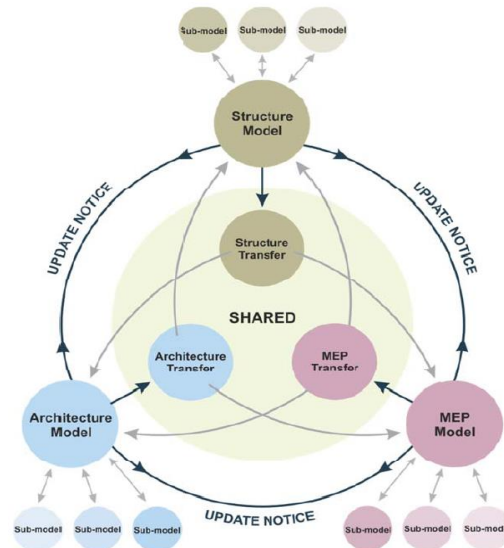 Sub-model
Sub-model
Sub-model
Structure
Model
UPDATE NOTICE
UPDATE NOTICE
Structure
Transfer
SHARED
Architecture
Transfer
MEP
Transfer
Architecture
Model
MEP
Model
UPDATE NOTICE
Sub-model
Sub-model
Sub-model
Sub-model
Sub-model
Sub-model